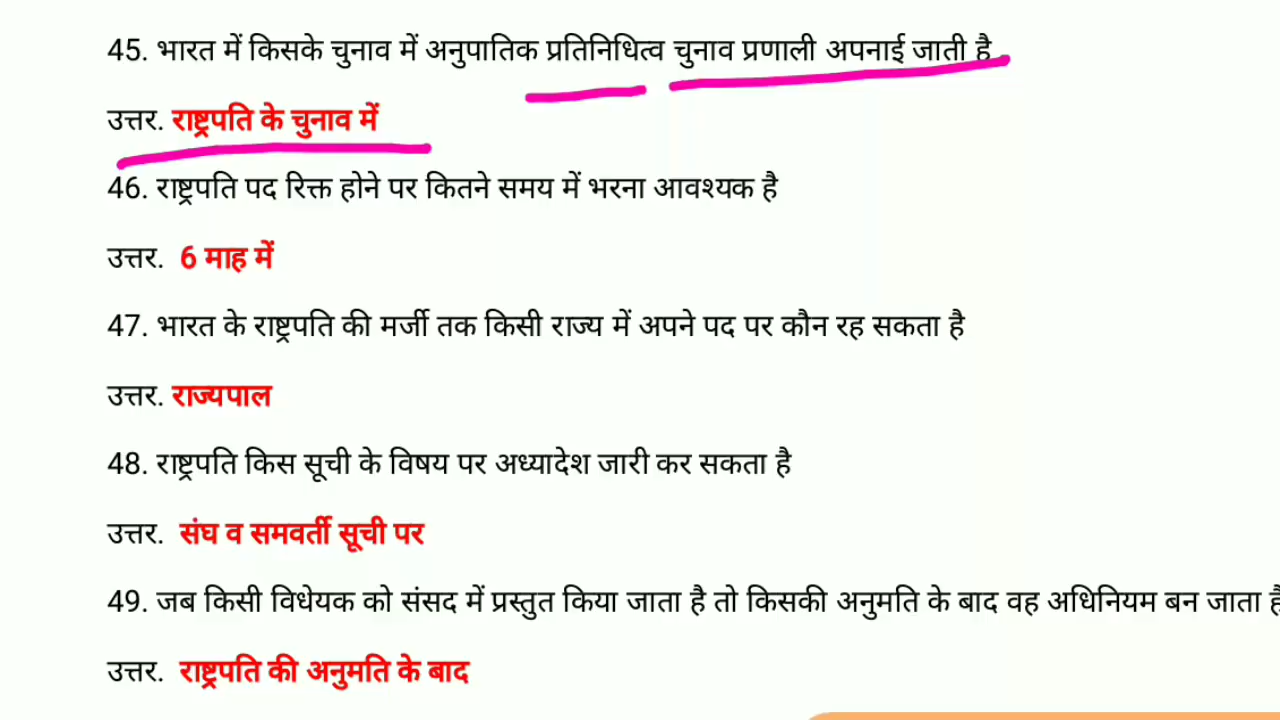 45. भारत में किसके चुनाव में अनुपातिक प्रतिनिधित्व चुनाव प्रणाली अपनाई जाती है
उत्तर. राष्ट्रपति के चुनाव में
46. राष्ट्रपति पद रिक्त होने पर कितने समय में भरना आवश्यक है
उत्तर. 6 माह में
47. भारत के राष्ट्रपति की मर्जी तक किसी राज्य में अपने पद पर कौन रह सकता है
उत्तर. राज्यपाल
48. राष्ट्रपति किस सूची के विषय पर अध्यादेश जारी कर सकता है
उत्तर. संघ व समवर्ती सूची पर
49. जब किसी विधेयक को संसद में प्रस्तुत किया जाता है तो किसकी अनुमति के बाद वह अधिनियम बन जाता है
उत्तर. राष्ट्रपति की अनुमति के बाद